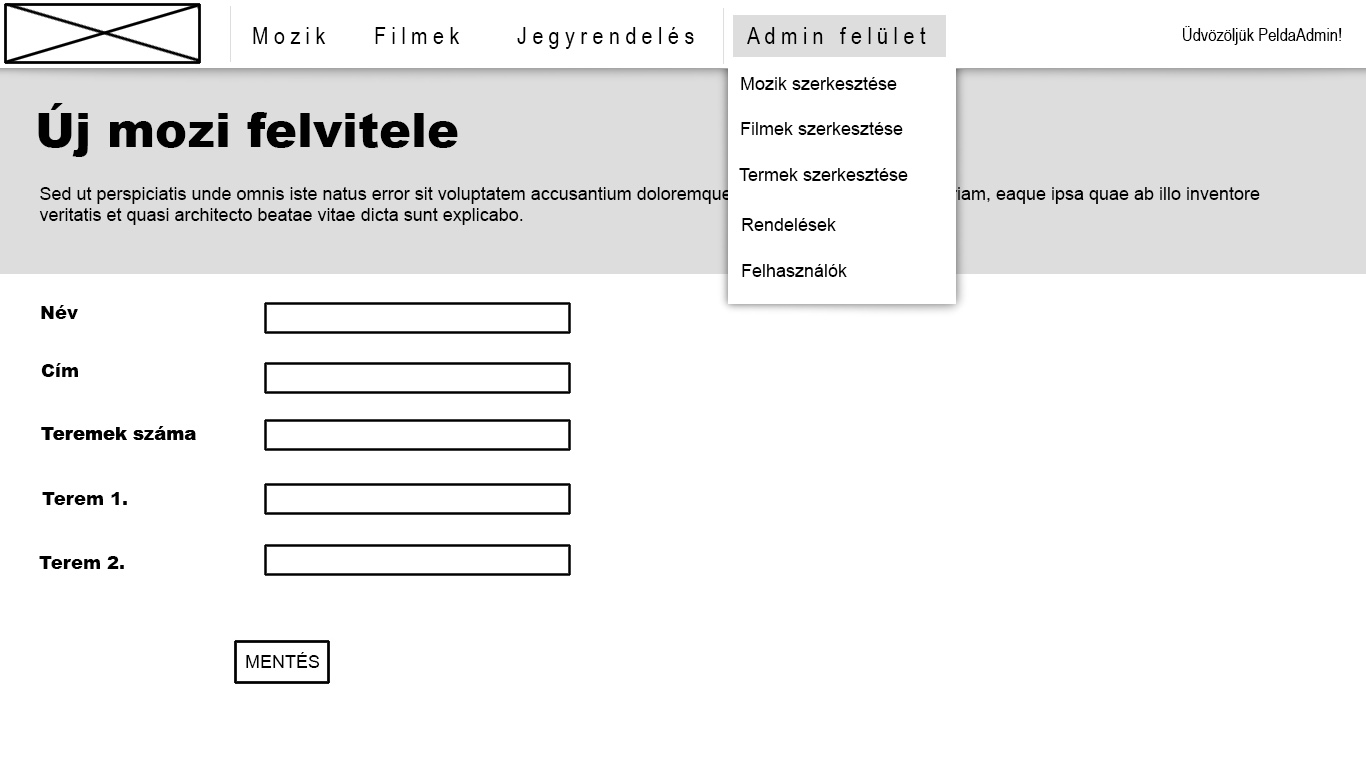 Mozik Filmek Jegyrendelés Admin felület Üdvözöljük PeldaAdmin!
Mozik szerkesztése
Filmek szerkesztése
Termek szerkesztése
Rendelések
Felhasználók
Új mozi felvitele
Sed ut perspiciatis unde omnis iste natus error sit voluptatem accusantium doloremque eaque ipsa quae ab illo inventore
veritatis et quasi architecto beatae vitae dicta sunt explicabo.
Név
Cím
Teremek száma
Terem 1.
Terem 2.
MENTÉS